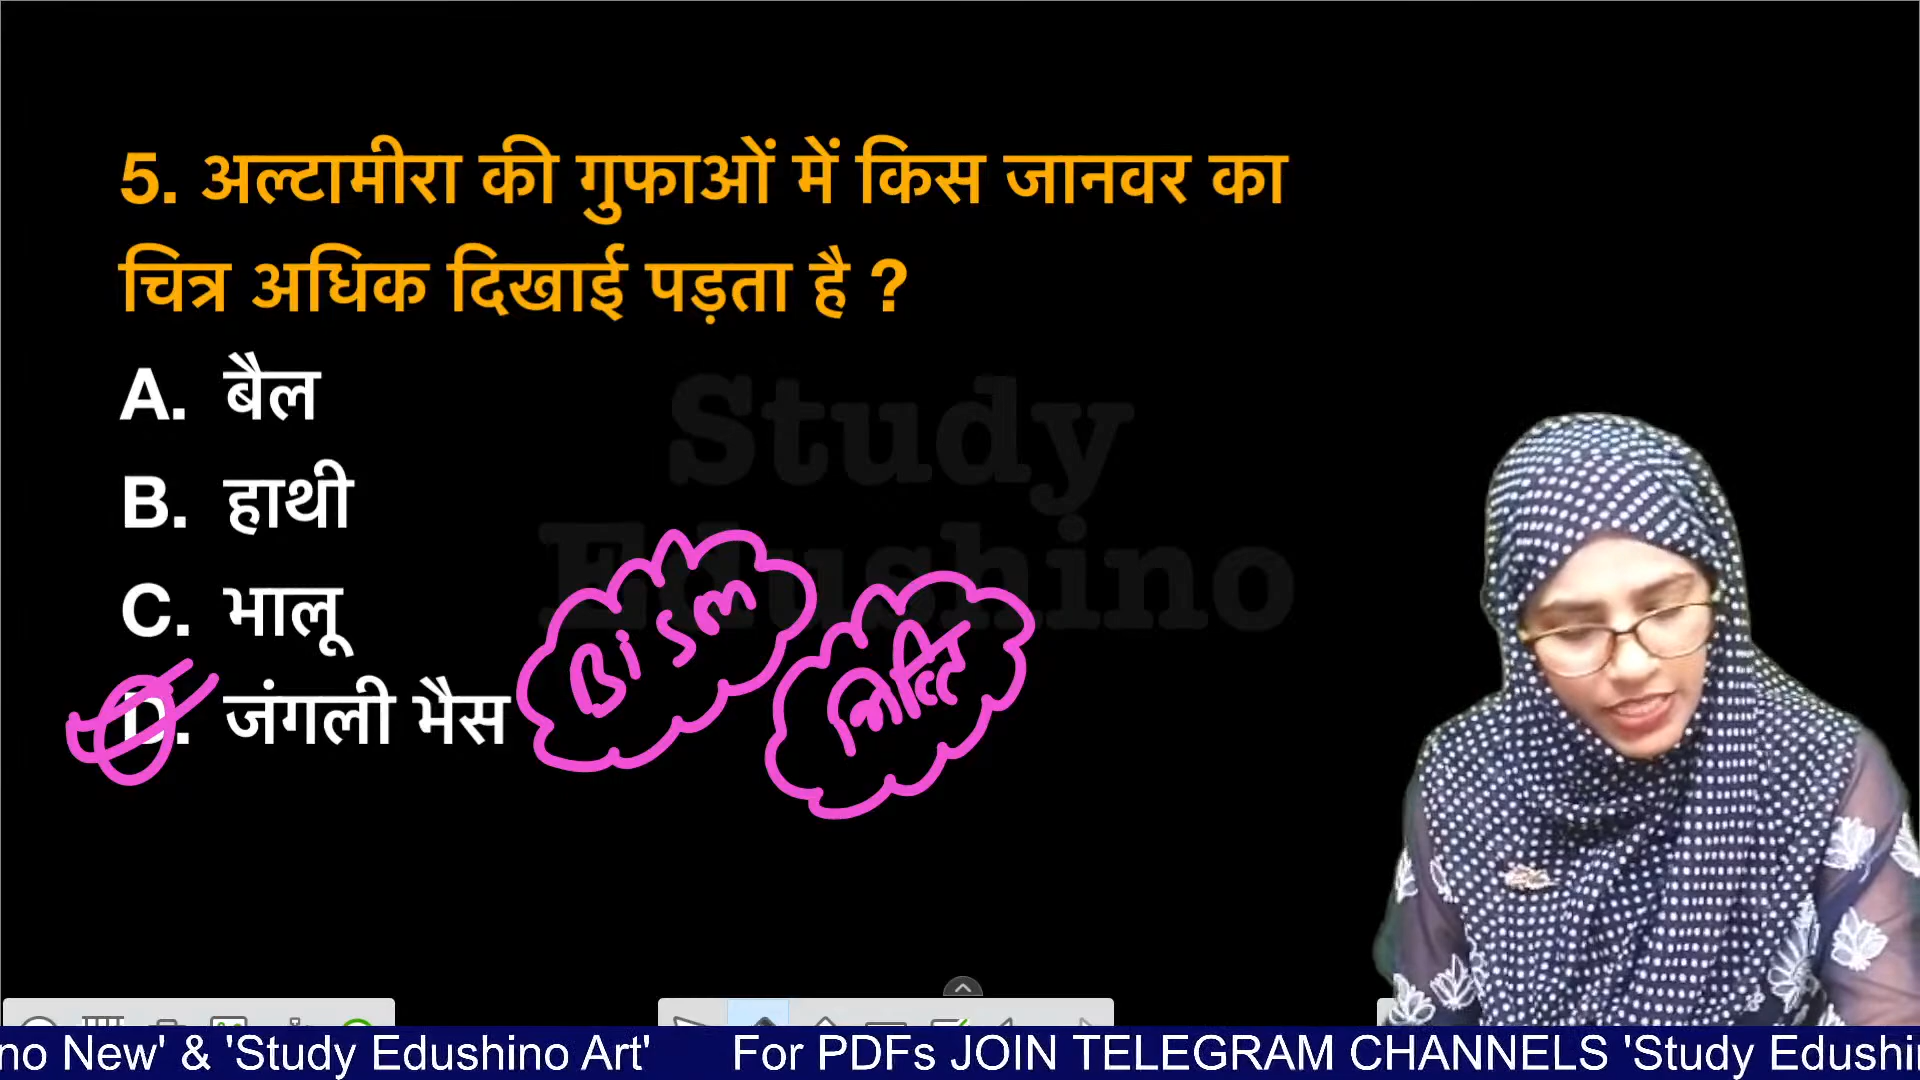 5. अल्टामीरा की गुफाओं में किस जानवर का
चित्र अधिक दिखाई पड़ता है ?
A. बैल
B. हाथी
C. भालू
D. जंगली भैस
Bism
Study
Edushino
no New' & 'Study Edushino Art' For PDFs JOIN TELEGRAM CHANNELS 'Study Edushi